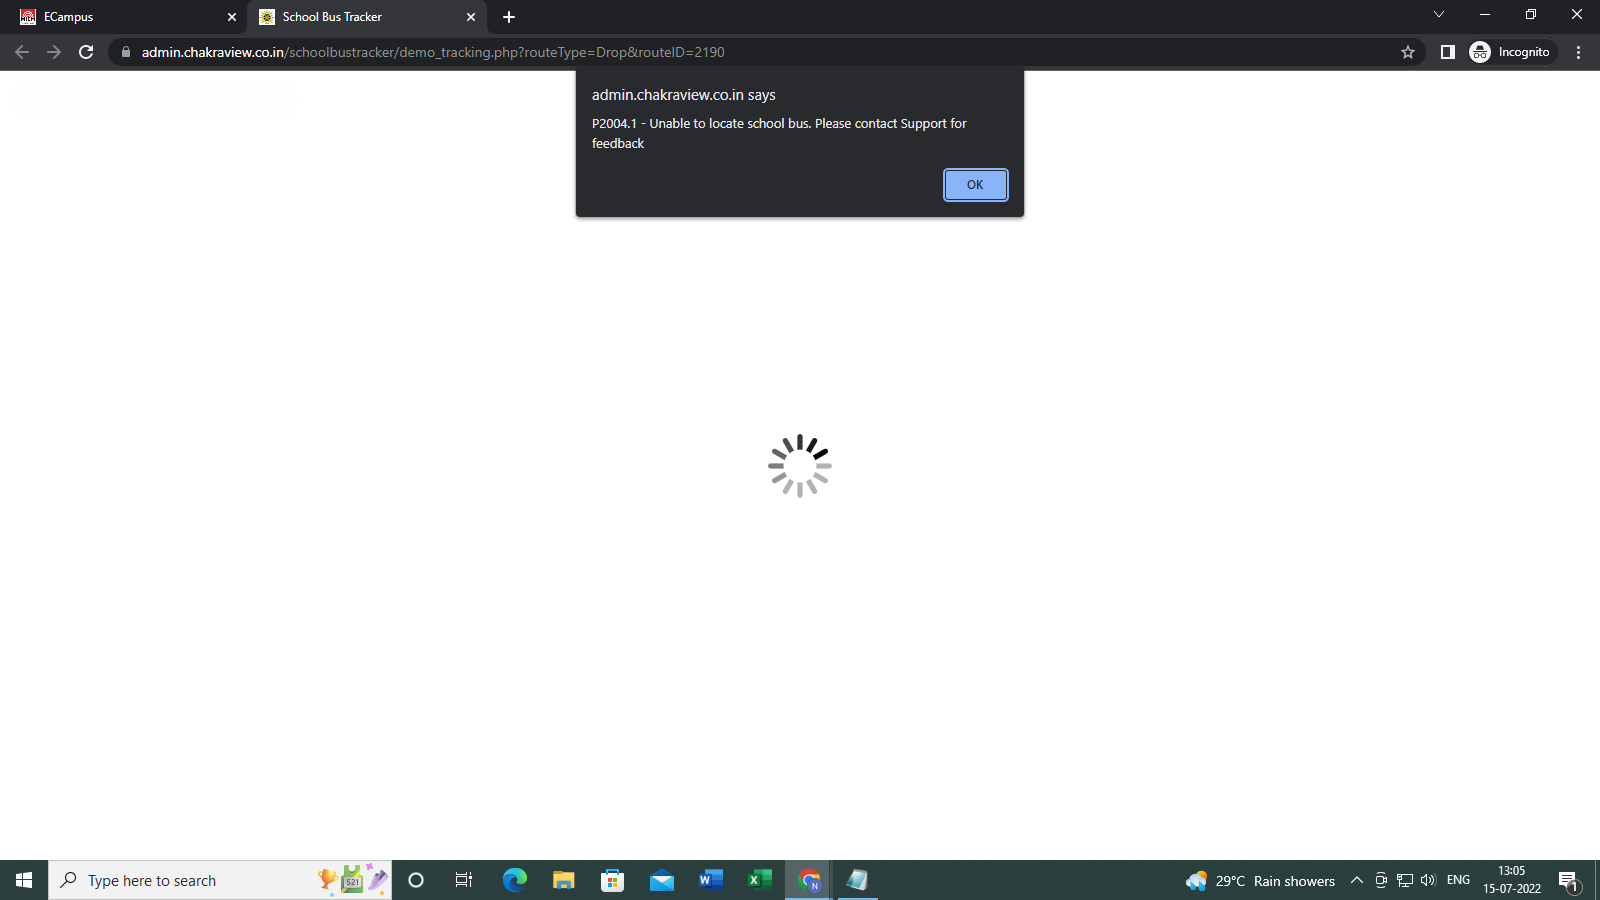 ECampus
School Bus Tracker
admin.chakraview.co.in/schoolbustracker/demo_tracking.php?routeType=Drop&routeID=2190
Incognito
admin.chakraview.co.in says
P2004.1 - Unable to locate school bus. Please contact Support for
feedback
OK
Type here to search
521
N
29°C Rain showers
ENG
13:05
15-07-2022
1